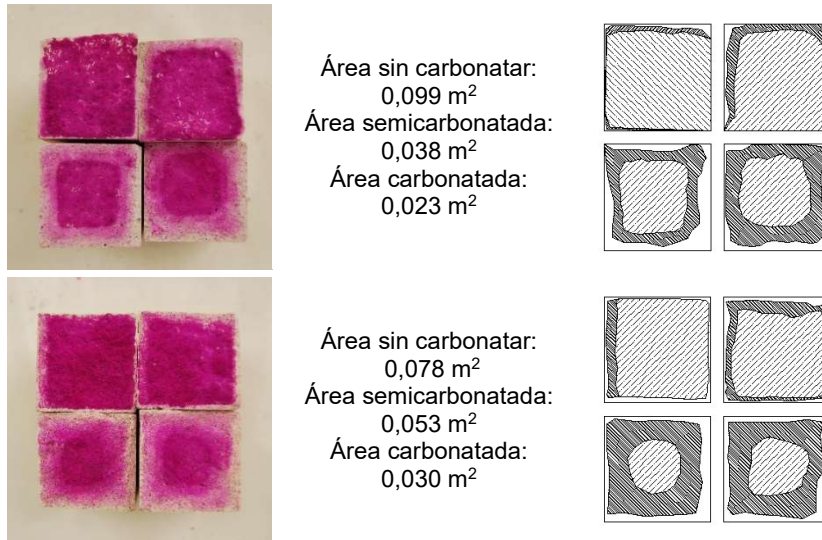 Área sin carbonatar:
0,099 m²
Área semicarbonatada:
0,038 m²
Área carbonatada:
0,023 m²
Área sin carbonatar:
0,078 m²
Área semicarbonatada:
0,053 m²
Área carbonatada:
0,030 m²